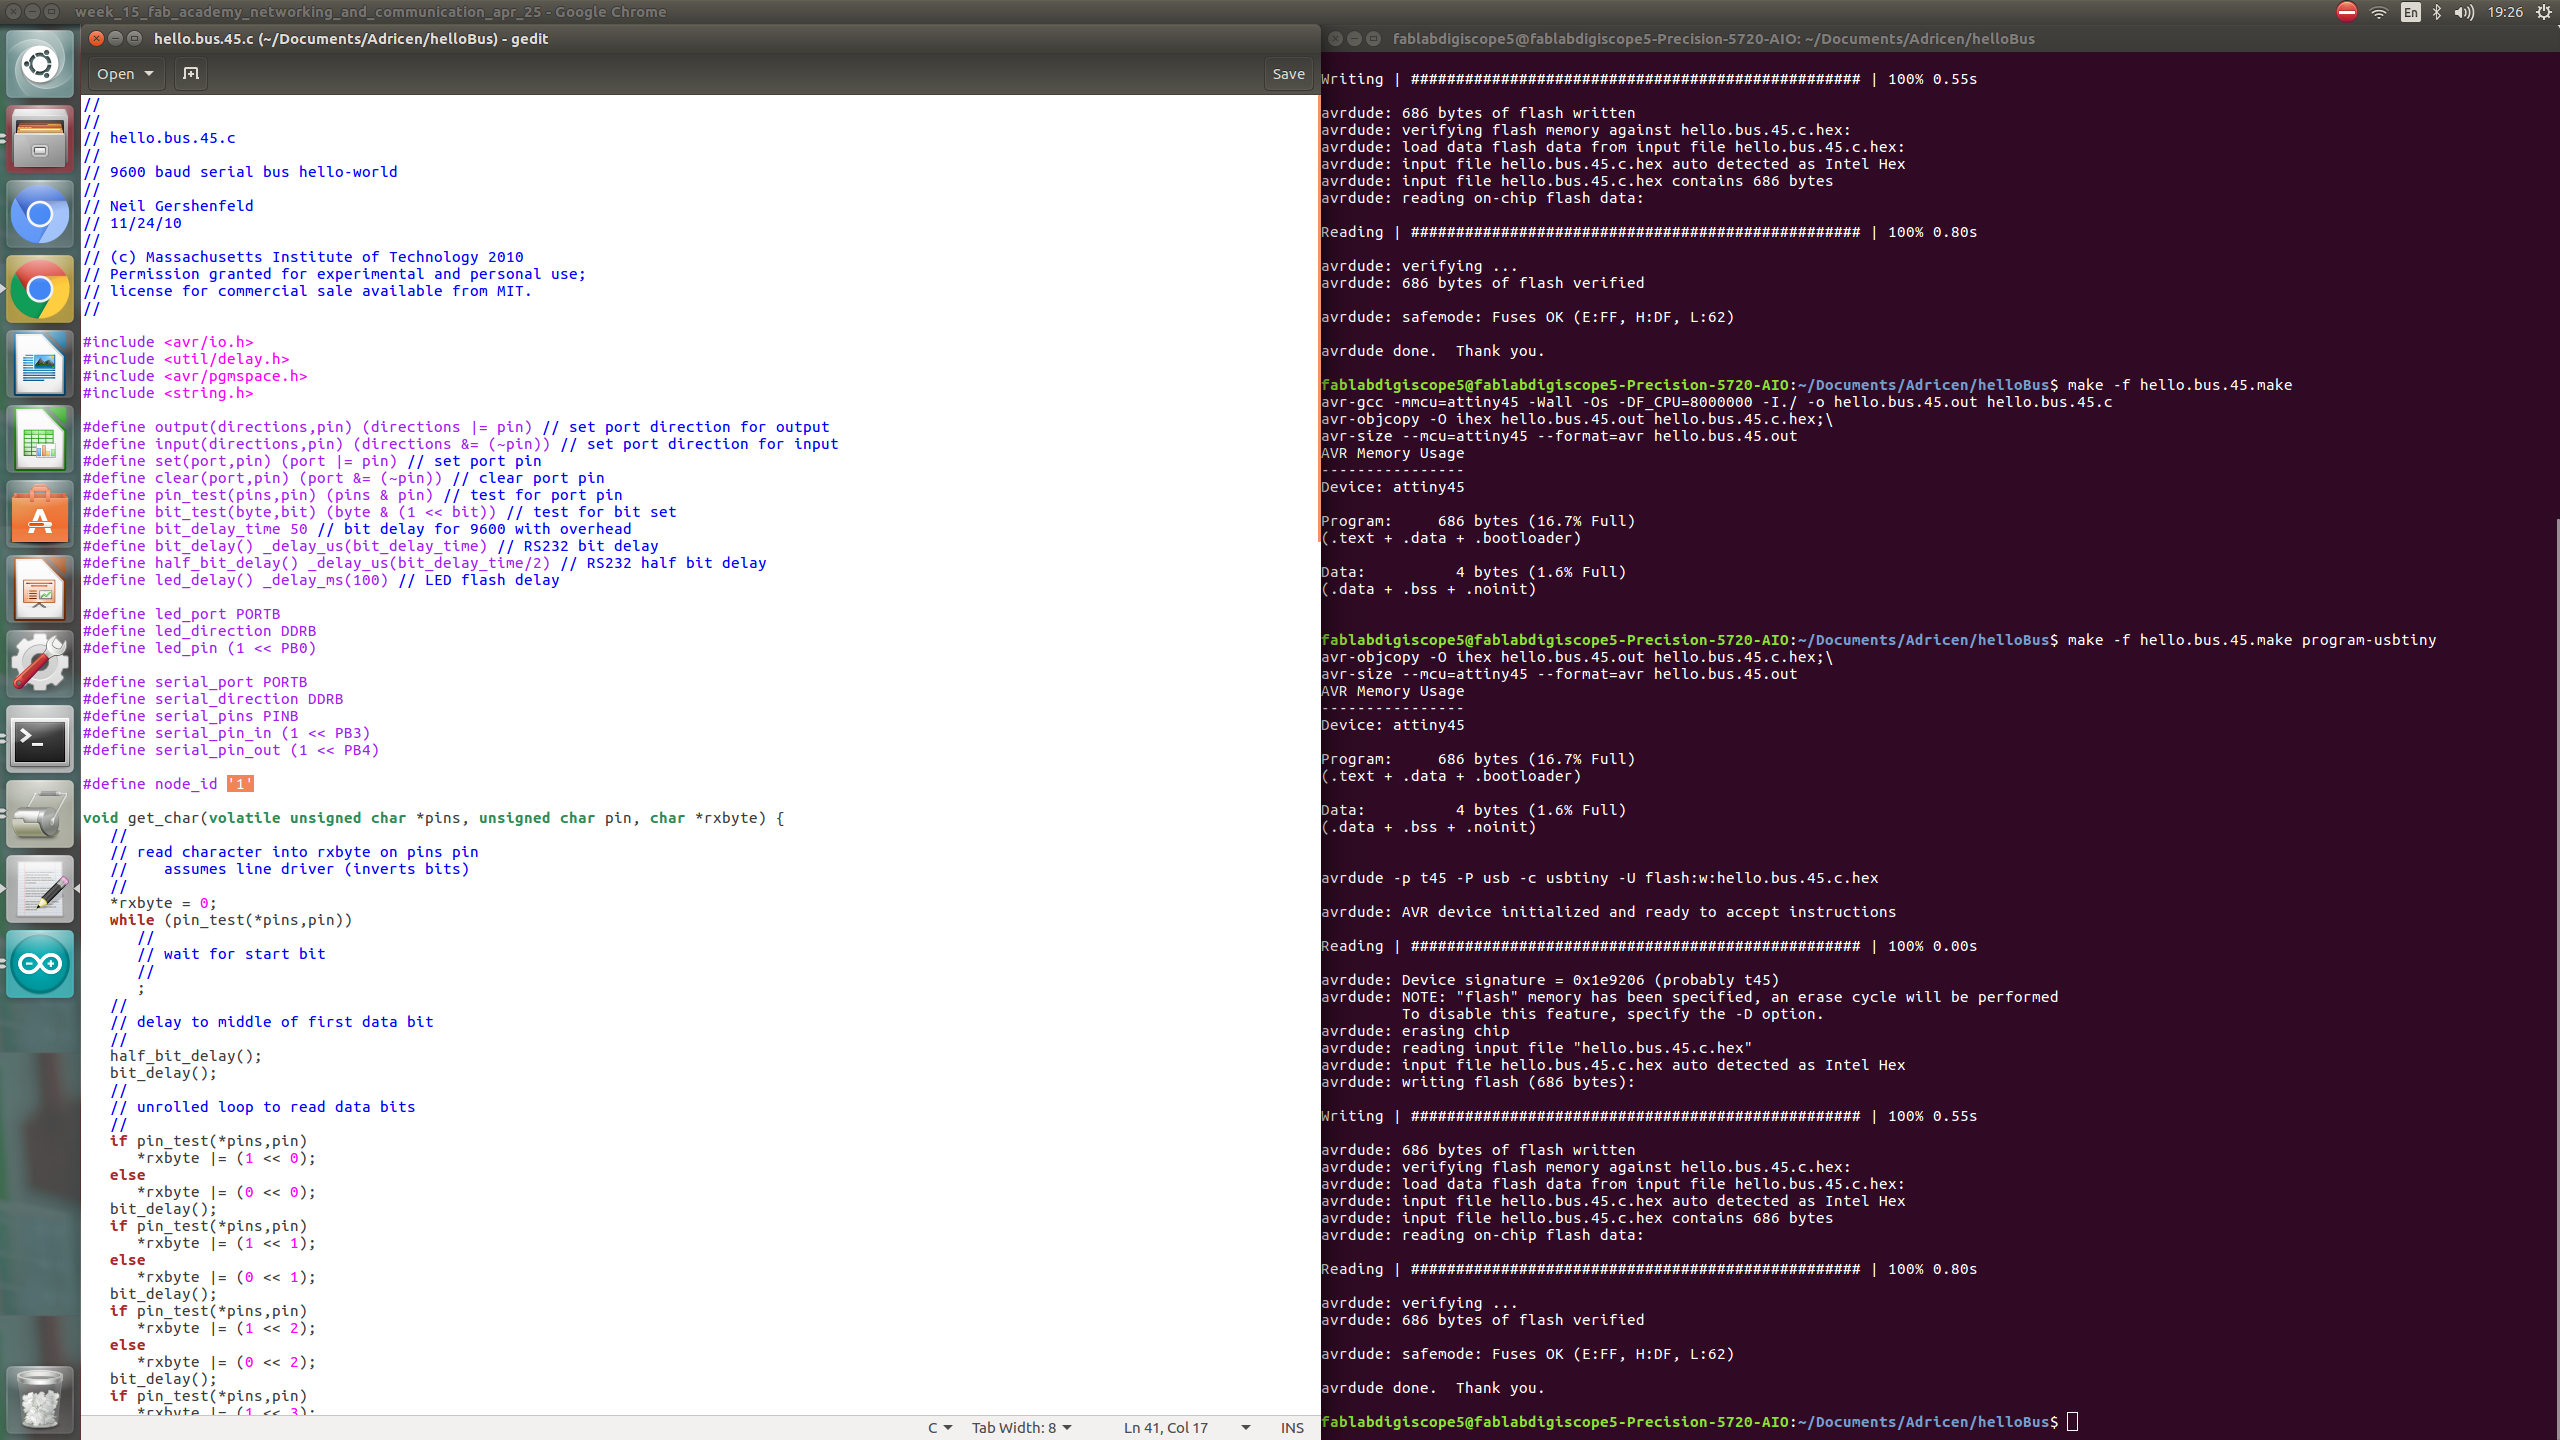 week_15_fab_academy_networking_and_communication_apr_25 - Google Chrome
En
19:26
hello.bus.45.c (~/Documents/Adricen/helloBus) - gedit
Open
Save
//
//
// hello.bus.45.c
//
// 9600 baud serial bus hello-world
//
// Neil Gershenfeld
// 11/24/10
//
// (c) Massachusetts Institute of Technology 2010
// Permission granted for experimental and personal use;
// license for commercial sale available from MIT.
//
#include <avr/io.h>
#include <util/delay.h>
#include <avr/pgmspace.h>
#include <string.h>
#define output(directions,pin) (directions |= pin) // set port direction for output
#define input(directions,pin) (directions &= (~pin)) // set port direction for input
#define set(port,pin) (port |= pin) // set port pin
#define clear(port,pin) (port &= (~pin)) // clear port pin
#define pin_test(pins,pin) (pins & pin) // test for port pin
#define bit_test(byte,bit) (byte & (1 << bit)) // test for bit set
#define bit_delay_time 50 // bit delay for 9600 with overhead
#define bit_delay() _delay_us(bit_delay_time) // RS232 bit delay
#define half_bit_delay() _delay_us(bit_delay_time/2) // RS232 half bit delay
#define led_delay() _delay_ms(100) // LED flash delay
#define led_port PORTB
#define led_direction DDRB
#define led_pin (1 << PB0)
#define serial_port PORTB
#define serial_direction DDRB
#define serial_pins PINB
#define serial_pin_in (1 << PB3)
#define serial_pin_out (1 << PB4)
#define node_id '1'
void get_char(volatile unsigned char *pins, unsigned char pin, char *rxbyte) {
//
// read character into rxbyte on pins pin
// assumes line driver (inverts bits)
//
*rxbyte = 0;
while (pin_test(*pins,pin))
//
// wait for start bit
//
;
//
// delay to middle of first data bit
//
half_bit_delay();
bit_delay();
//
// unrolled loop to read data bits
//
if pin_test(*pins,pin)
*rxbyte |= (1 << 0);
else
*rxbyte |= (0 << 0);
bit_delay();
if pin_test(*pins,pin)
*rxbyte |= (1 << 1);
else
*rxbyte |= (0 << 1);
bit_delay();
if pin_test(*pins,pin)
*rxbyte |= (1 << 2);
else
*rxbyte |= (0 << 2);
bit_delay();
if pin_test(*pins,pin)
*rxbyte |= (1 << 3);
C
Tab Width: 8
Ln 41, Col 17
INS
fablabdigiscope5@fablabdigiscope5-Precision-5720-AIO: ~/Documents/Adricen/helloBus
Writing | ################################################## | 100% 0.55s
avrdude: 686 bytes of flash written
avrdude: verifying flash memory against hello.bus.45.c.hex:
avrdude: load data flash data from input file hello.bus.45.c.hex:
avrdude: input file hello.bus.45.c.hex auto detected as Intel Hex
avrdude: input file hello.bus.45.c.hex contains 686 bytes
avrdude: reading on-chip flash data:
Reading | ################################################## | 100% 0.80s
avrdude: verifying ...
avrdude: 686 bytes of flash verified
avrdude: safemode: Fuses OK (E:FF, H:DF, L:62)
avrdude done.  Thank you.
fablabdigiscope5@fablabdigiscope5-Precision-5720-AIO:~/Documents/Adricen/helloBus$ make -f hello.bus.45.make
avr-gcc -mmcu=attiny45 -Wall -Os -DF_CPU=8000000 -I./ -o hello.bus.45.out hello.bus.45.c
avr-objcopy -O ihex hello.bus.45.out hello.bus.45.c.hex;\
avr-size --mcu=attiny45 --format=avr hello.bus.45.out
AVR Memory Usage
----------------
Device: attiny45
Program:     686 bytes (16.7% Full)
(.text + .data + .bootloader)
Data:          4 bytes (1.6% Full)
(.data + .bss + .noinit)
fablabdigiscope5@fablabdigiscope5-Precision-5720-AIO:~/Documents/Adricen/helloBus$ make -f hello.bus.45.make program-usbtiny
avr-objcopy -O ihex hello.bus.45.out hello.bus.45.c.hex;\
avr-size --mcu=attiny45 --format=avr hello.bus.45.out
AVR Memory Usage
----------------
Device: attiny45
Program:     686 bytes (16.7% Full)
(.text + .data + .bootloader)
Data:          4 bytes (1.6% Full)
(.data + .bss + .noinit)
avrdude -p t45 -P usb -c usbtiny -U flash:w:hello.bus.45.c.hex
avrdude: AVR device initialized and ready to accept instructions
Reading | ################################################## | 100% 0.00s
avrdude: Device signature = 0x1e9206 (probably t45)
avrdude: NOTE: "flash" memory has been specified, an erase cycle will be performed
To disable this feature, specify the -D option.
avrdude: erasing chip
avrdude: reading input file "hello.bus.45.c.hex"
avrdude: input file hello.bus.45.c.hex auto detected as Intel Hex
avrdude: writing flash (686 bytes):
Writing | ################################################## | 100% 0.55s
avrdude: 686 bytes of flash written
avrdude: verifying flash memory against hello.bus.45.c.hex:
avrdude: load data flash data from input file hello.bus.45.c.hex:
avrdude: input file hello.bus.45.c.hex auto detected as Intel Hex
avrdude: input file hello.bus.45.c.hex contains 686 bytes
avrdude: reading on-chip flash data:
Reading | ################################################## | 100% 0.80s
avrdude: verifying ...
avrdude: 686 bytes of flash verified
avrdude: safemode: Fuses OK (E:FF, H:DF, L:62)
avrdude done.  Thank you.
fablabdigiscope5@fablabdigiscope5-Precision-5720-AIO:~/Documents/Adricen/helloBus$